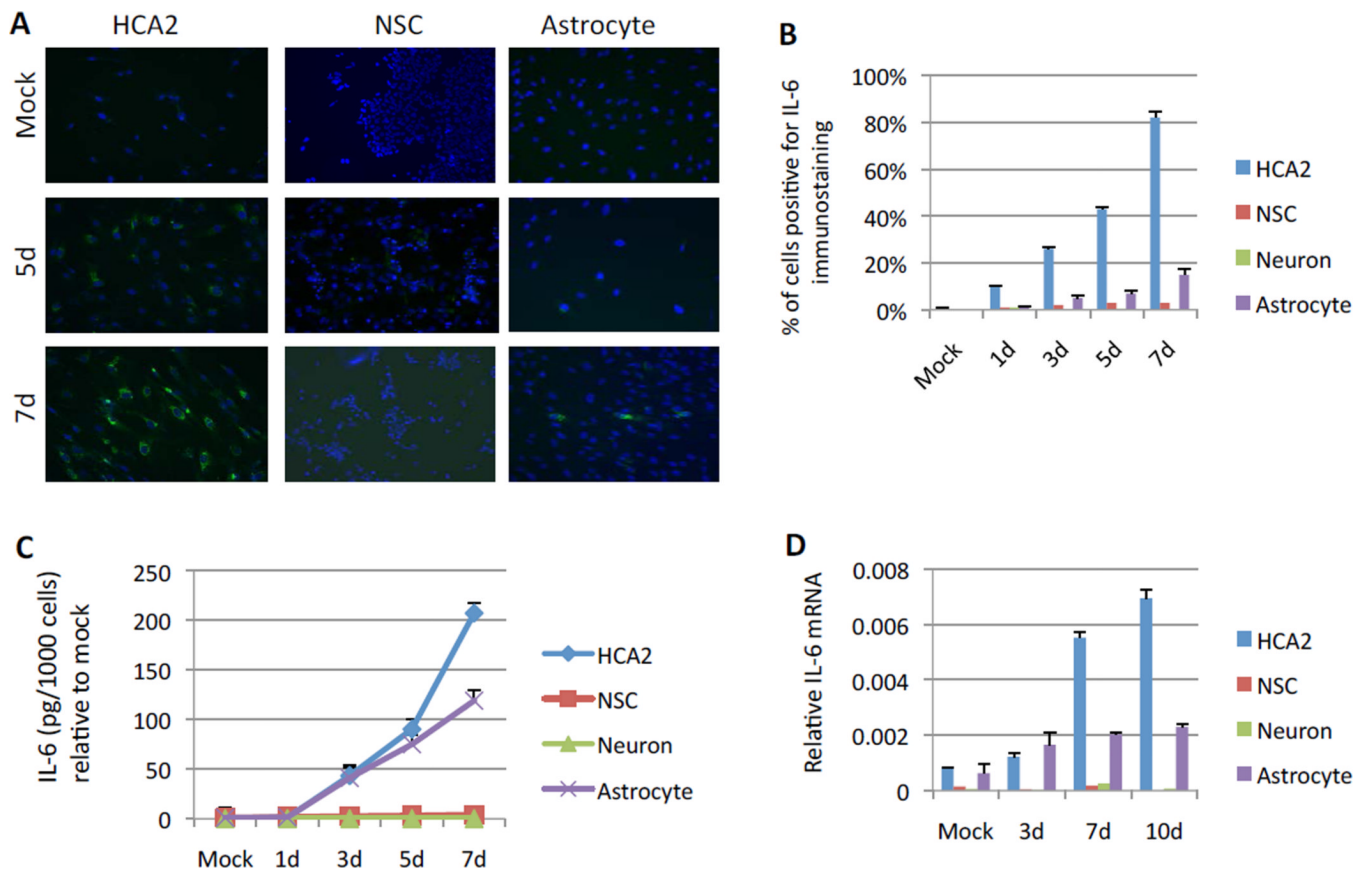 A
HCA2
NSC
Astrocyte
Mock
5d
7d
B
% of cells positive for IL-6
immunostaining
100%
80%
60%
40%
20%
0%
Mock
1d
3d
5d
7d
HCA2
NSC
Neuron
Astrocyte
C
IL-6 (pg/1000 cells)
relative to mock
250
200
150
100
50
0
Mock
1d
3d
5d
7d
HCA2
NSC
Neuron
Astrocyte
D
Relative IL-6 mRNA
0.008
0.006
0.004
0.002
0
Mock
3d
7d
10d
HCA2
NSC
Neuron
Astrocyte